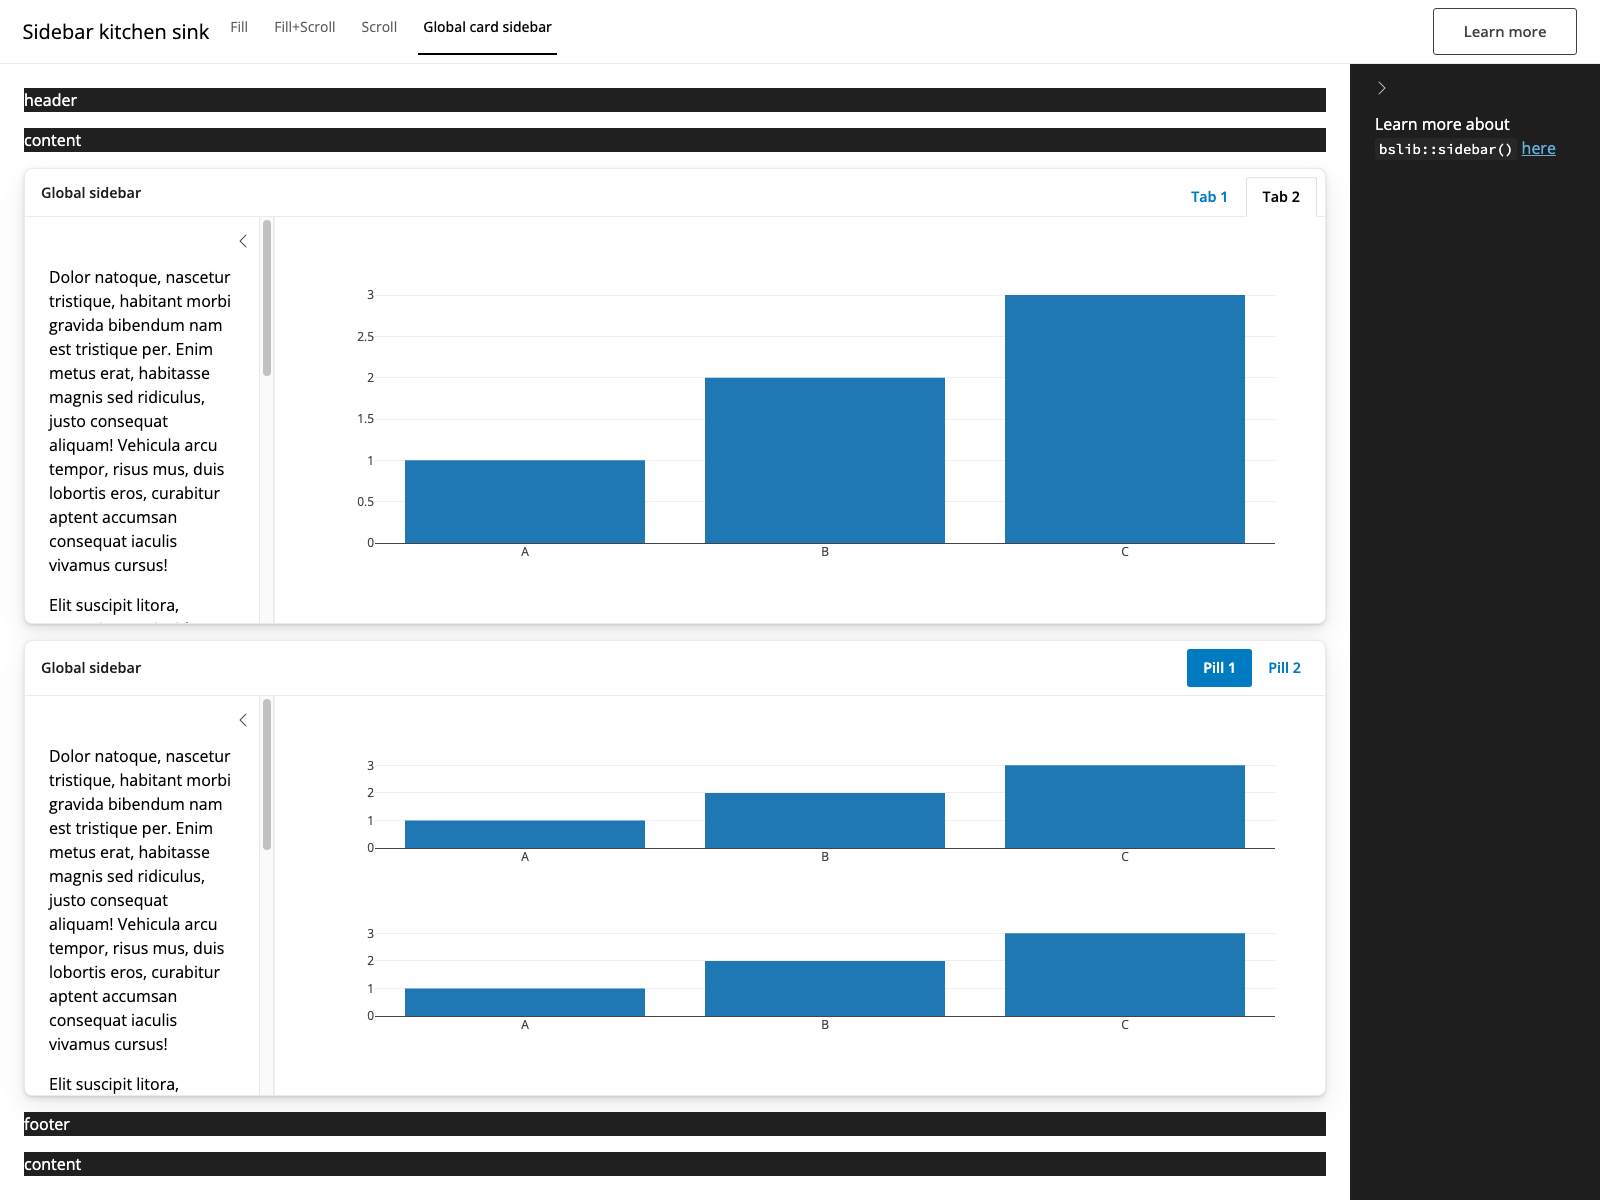 Sidebar kitchen sink
Fill
Fill+Scroll
Scroll
Global card sidebar
Learn more
header
content
Learn more about
bslib::sidebar() here
Global sidebar
Tab 1
Tab 2
Dolor natoque, nascetur
tristique, habitant morbi
gravida bibendum nam
est tristique per. Enim
metus erat, habitasse
magnis sed ridiculus,
justo consequat
aliquam! Vehicula arcu
tempor, risus mus, duis
lobortis eros, curabitur
aptent accumsan
consequat iaculis
vivamus cursus!
Elit suscipit litora,
3
2.5
2
1.5
1
0.5
0
A
B
C
Global sidebar
Pill 1
Pill 2
Dolor natoque, nascetur
tristique, habitant morbi
gravida bibendum nam
est tristique per. Enim
metus erat, habitasse
magnis sed ridiculus,
justo consequat
aliquam! Vehicula arcu
tempor, risus mus, duis
lobortis eros, curabitur
aptent accumsan
consequat iaculis
vivamus cursus!
Elit suscipit litora,
3
2
1
0
A
B
C
3
2
1
0
A
B
C
footer
content